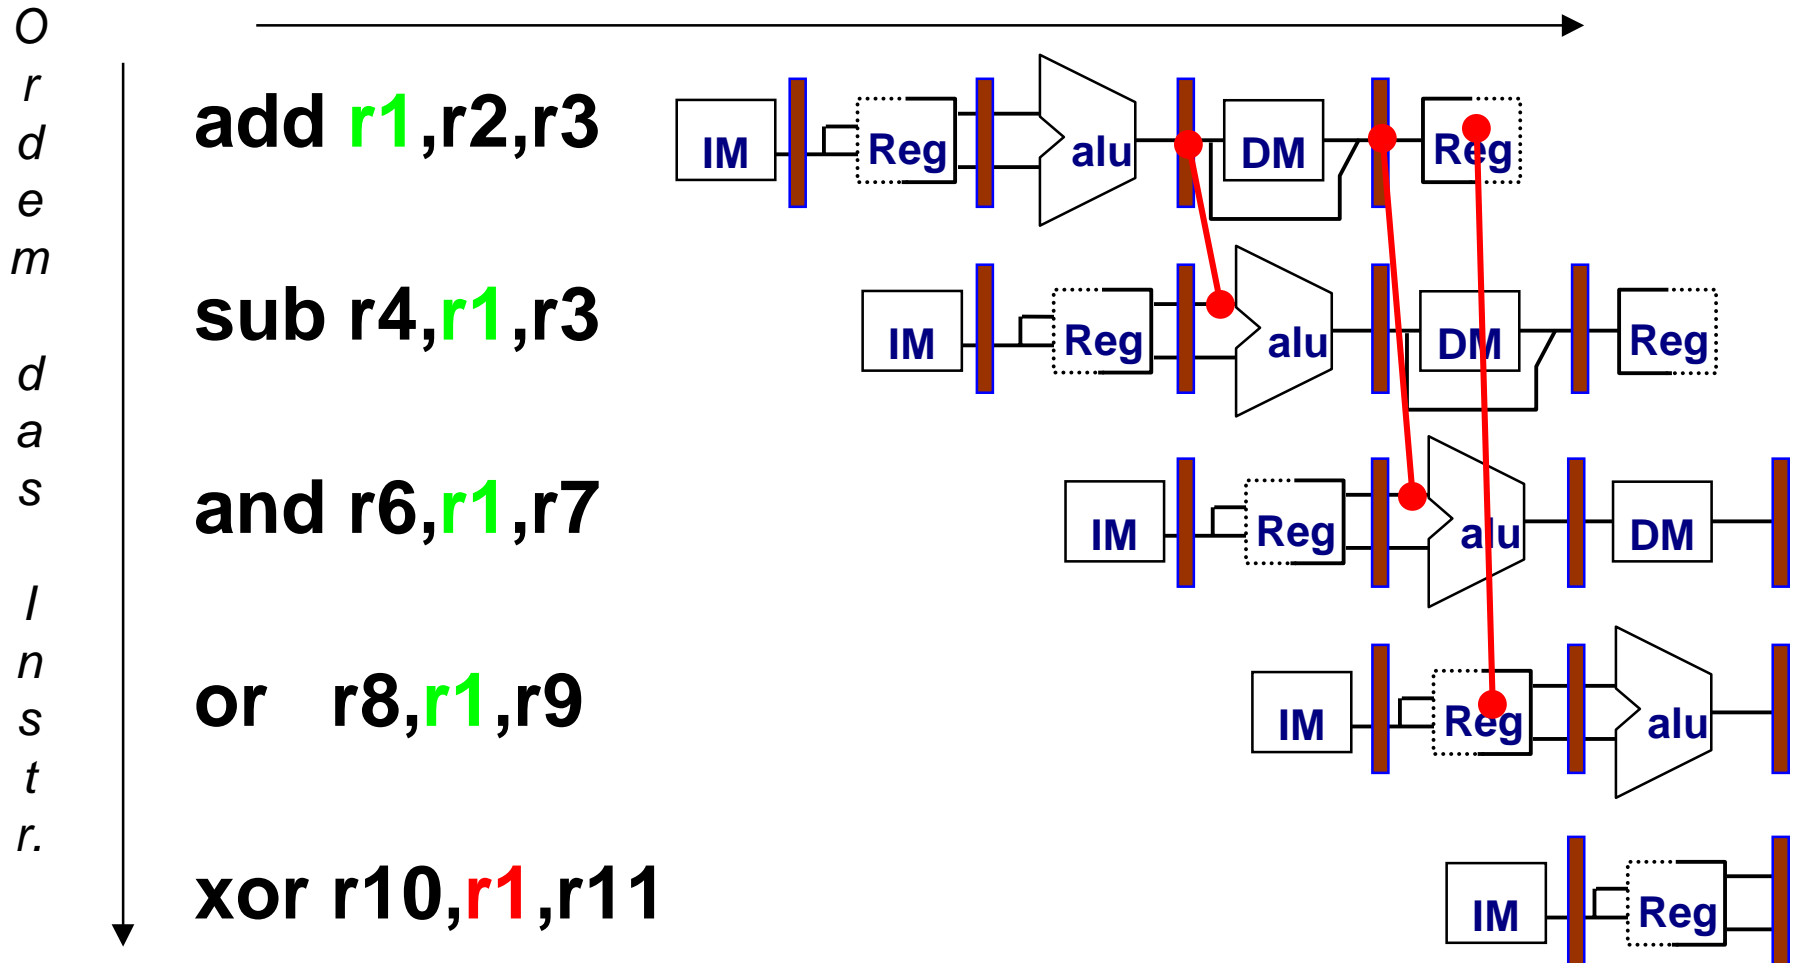 Ordem das Instr.
add r1,r2,r3
IM Reg alu DM Reg
sub r4,r1,r3
IM Reg alu DM Reg
and r6,r1,r7
IM Reg alu DM
or r8,r1,r9
IM Reg alu
xor r10,r1,r11
IM Reg